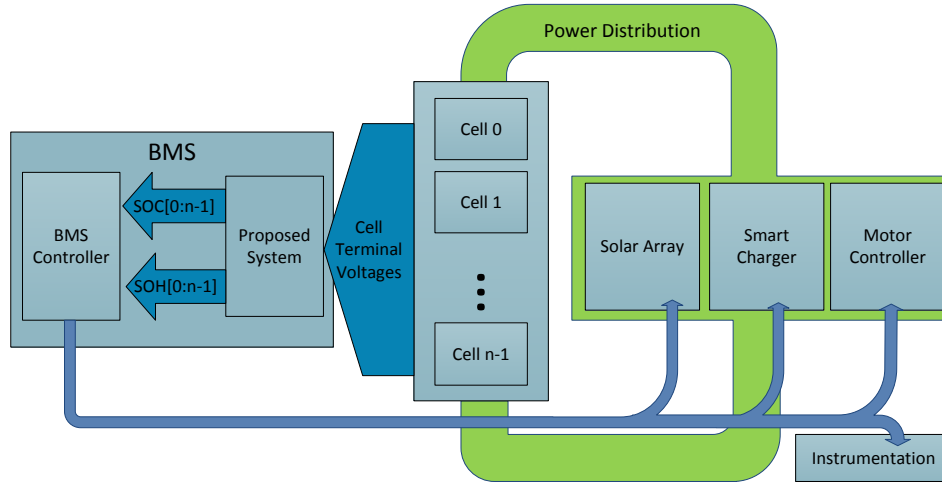 Power Distribution
BMS
BMS
Controller
SOC[0:n-1]
SOH[0:n-1]
Proposed
System
Cell
Terminal
Voltages
Cell 0
Cell 1
Cell n-1
Solar Array
Smart
Charger
Motor
Controller
Instrumentation